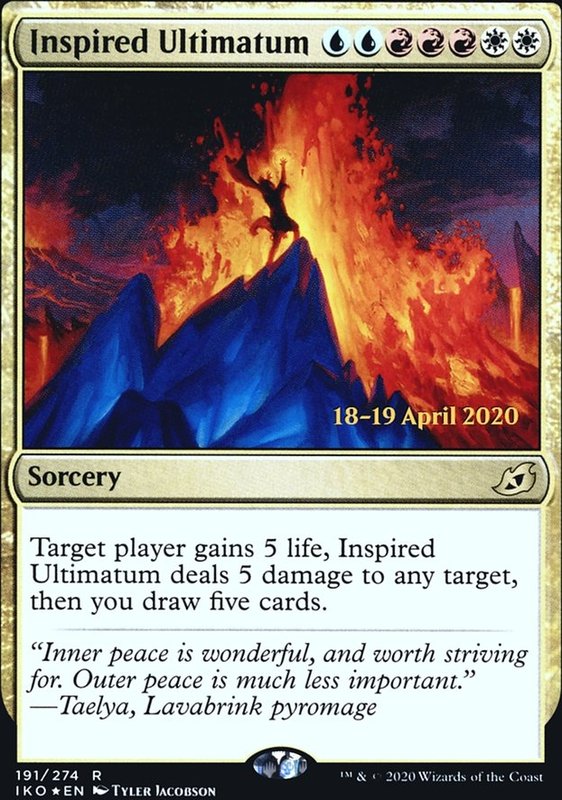 Inspired Ultimatum
18–19 April 2020
Sorcery
Target player gains 5 life, Inspired
Ultimatum deals 5 damage to any target,
then you draw five cards.
“Inner peace is wonderful, and worth striving
for. Outer peace is much less important.”
—Taelya, Lavabrink pyromage
191/274 R
IKO ★ EN Tyler Jacobson
™ & © 2020 Wizards of the Coast